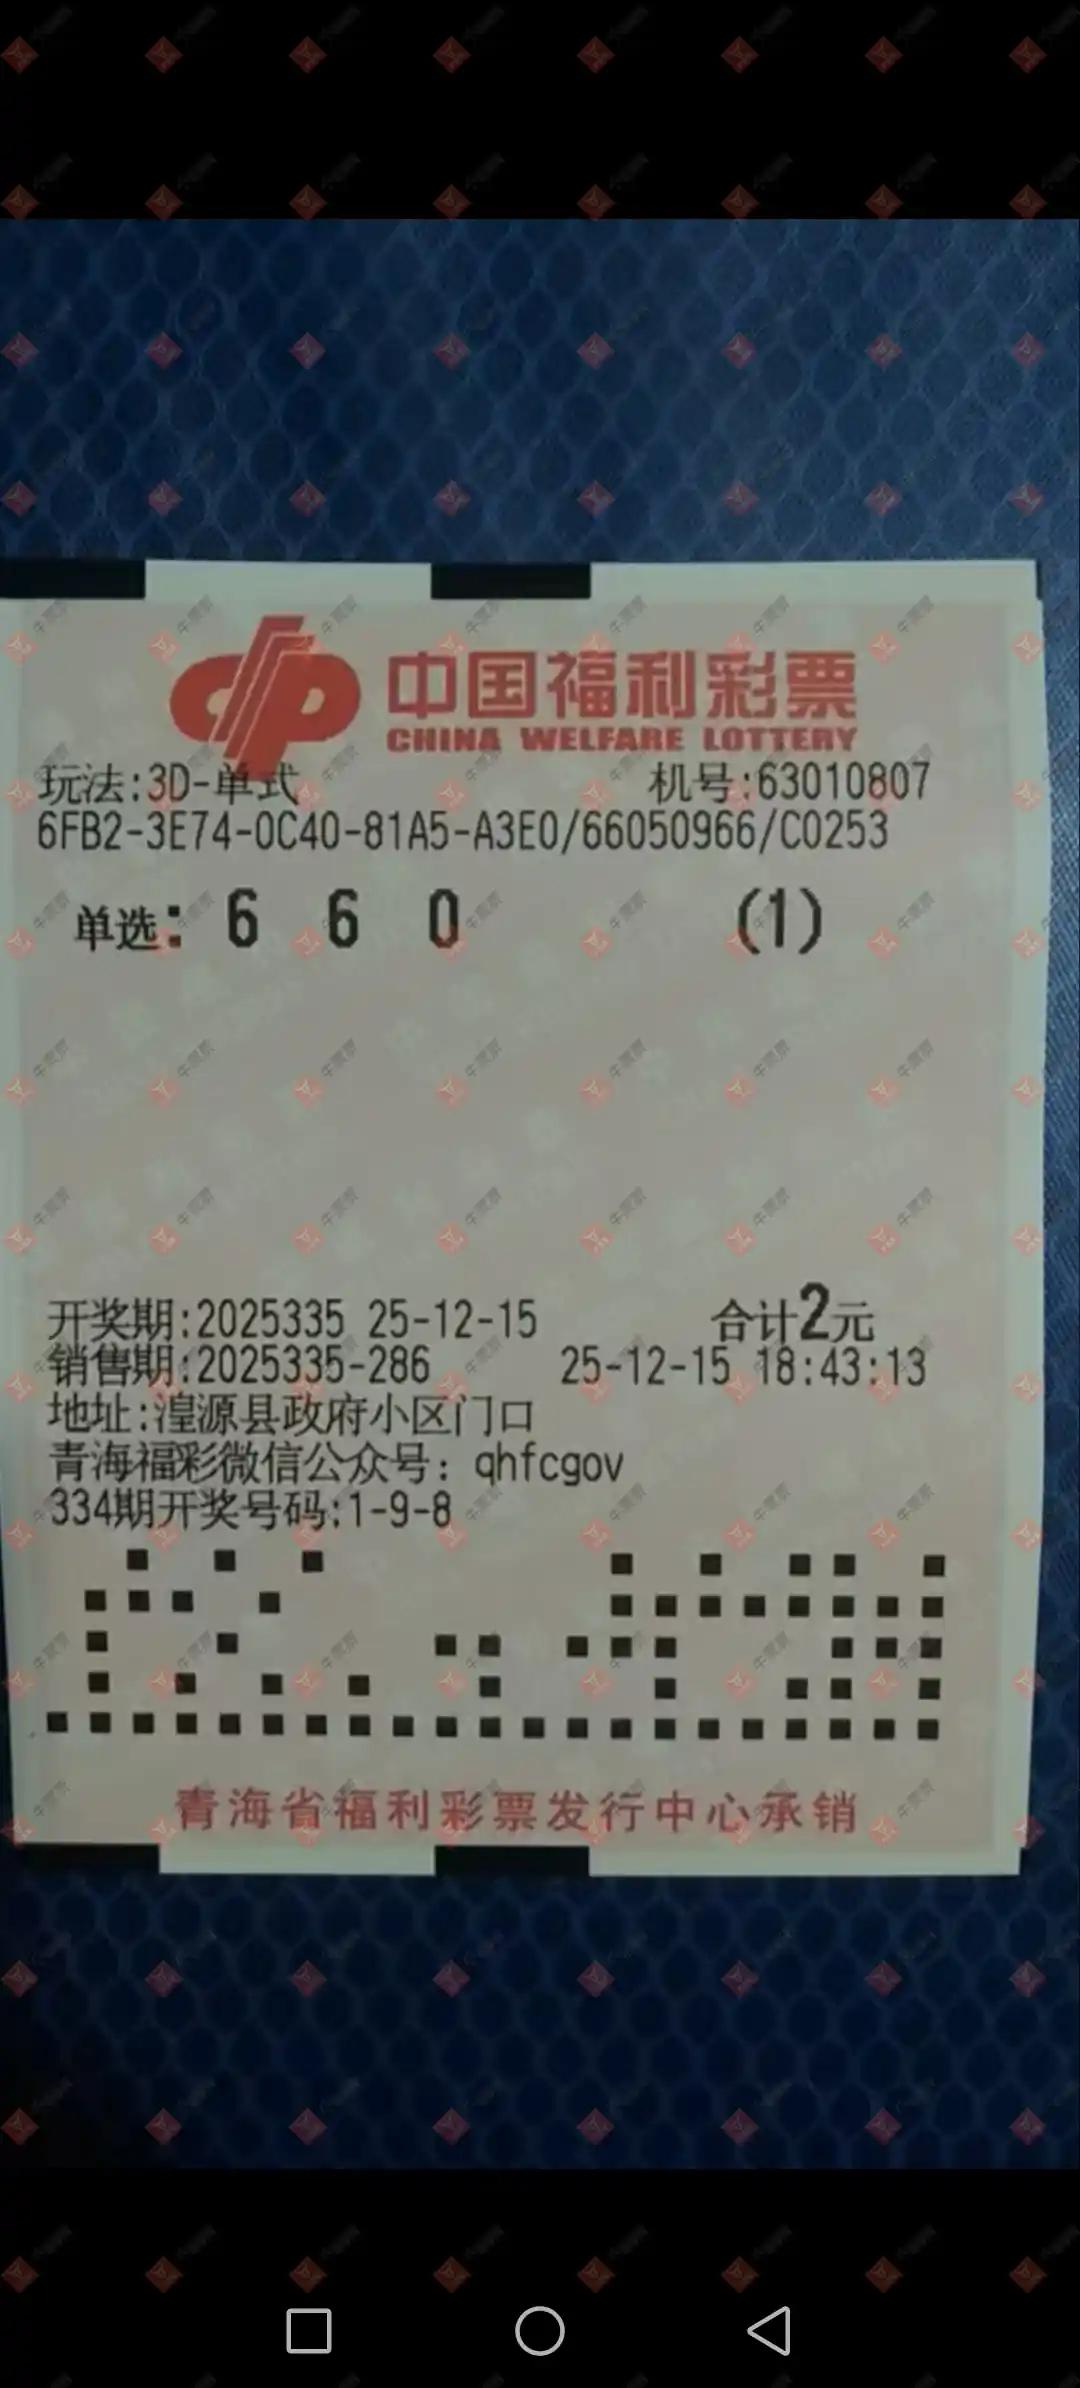 中国福利彩票
CHINA WELFARE LOTTERY
玩法:3D-单式 机号:63010807
6FB2-3E74-0C40-81A5-A3E0/66050966/C0253
单选: 6 6 0 (1)
开奖期:2025335 25-12-15 合计2元
销售期:2025335-286 25-12-15 18:43:13
地址:湟源县政府小区门口
青海福彩微信公众号: qhfcgov
334期开奖号码:1-9-8
青海省福利彩票发行中心承销